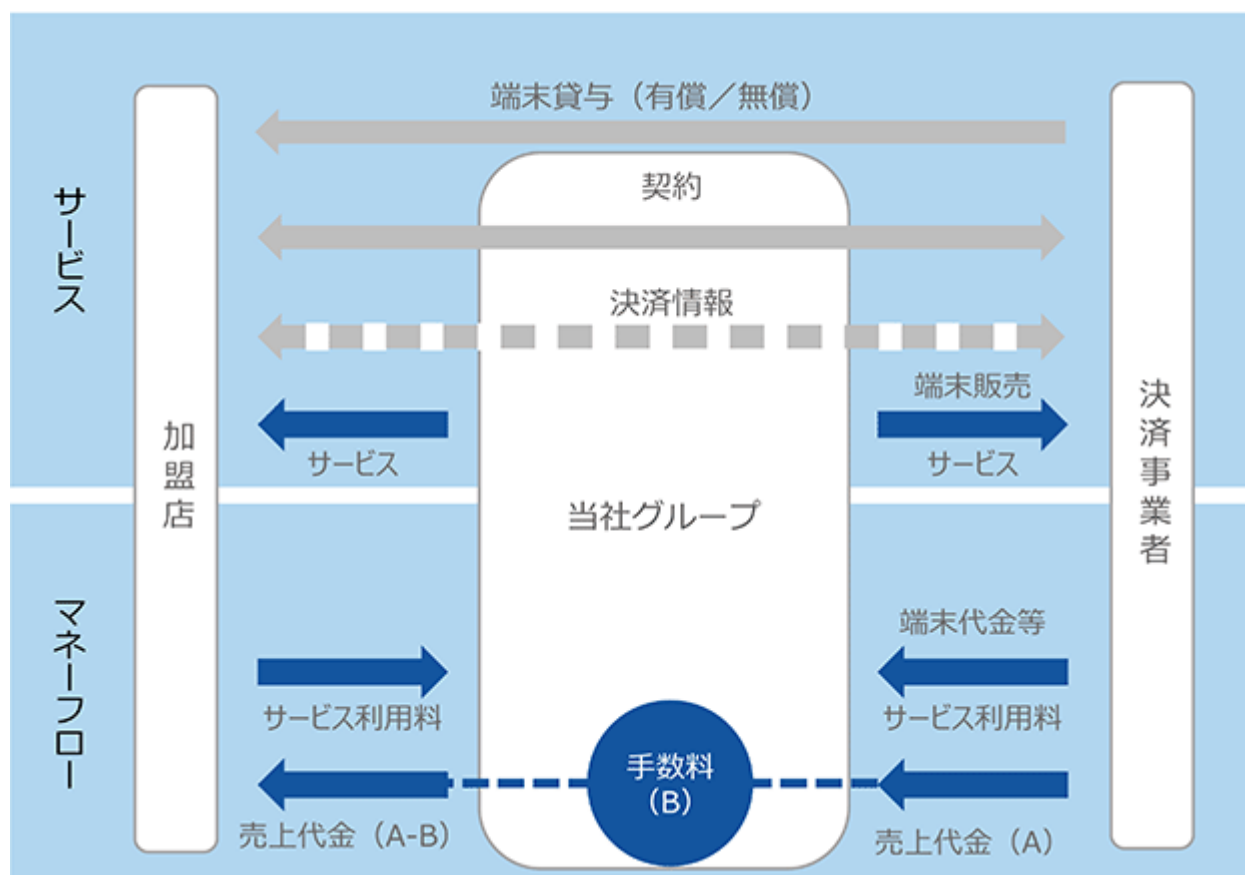 端末貸与（有償／無償）
契約
サービス
決済情報
端末販売
サービス
サービス
加盟店
決済事業者
当社グループ
マネーフロー
端末代金等
サービス利用料
サービス利用料
手数料
（B）
売上代金（A-B）
売上代金（A）